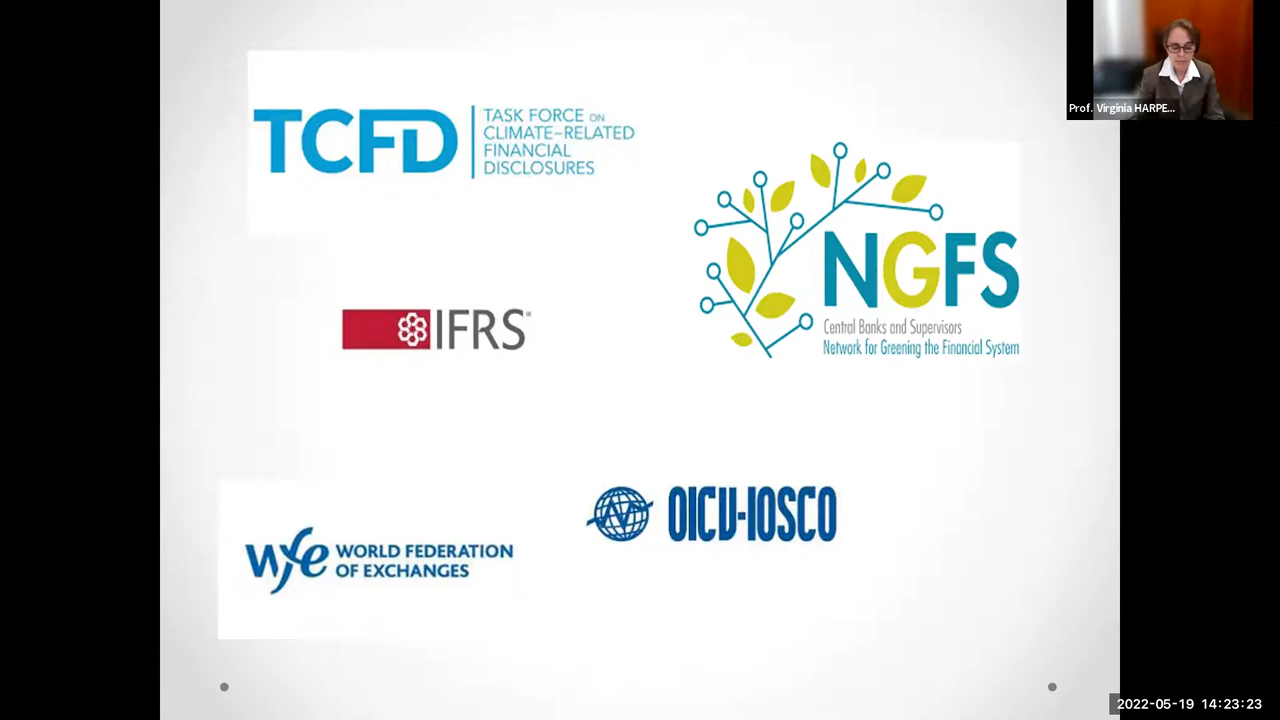 TCFD
TASK FORCE ON
CLIMATE-RELATED
FINANCIAL
DISCLOSURES
Prof. Virginia HARPE...
NGFS
Central Banks and Supervisors
Network for Greening the Financial System
IFRS®
OICV-IOSCO
wfe WORLD FEDERATION
OF EXCHANGES
2022-05-19 14:23:23